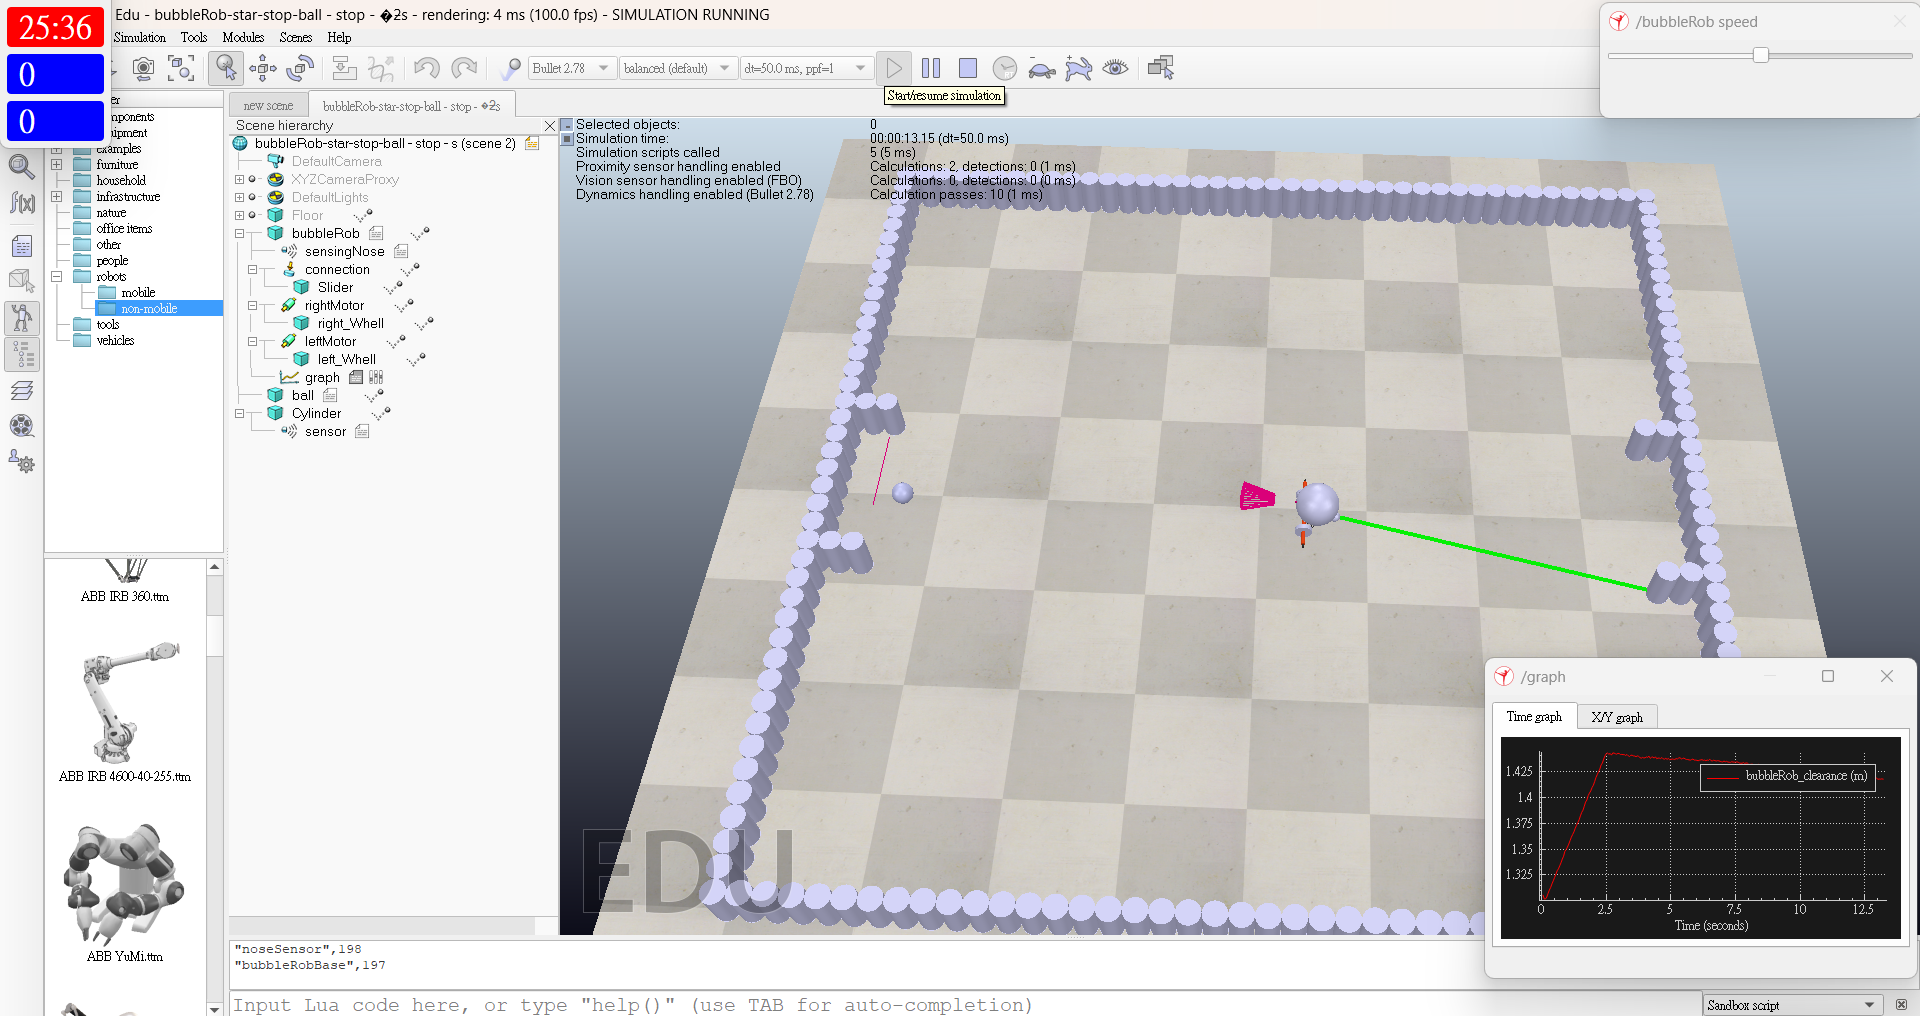 Edu - bubbleRob-star-stop-ball - stop - �2s - rendering: 4 ms (100.0 fps) - SIMULATION RUNNING
25:36
0
0
Simulation Tools Modules Scenes Help
Bullet 2.78
balanced (default)
dt=50.0 ms, ppf=1
Start/resume simulation
/bubbleRob speed
new scene
bubbleRob-star-stop-ball - stop - �2s
furniture
household
infrastructure
nature
office items
other
people
robots
mobile
non-mobile
tools
vehicles
ABB IRB 360.ttm
ABB IRB 4600-40-255.ttm
ABB YuMi.ttm
Scene hierarchy
bubbleRob-star-stop-ball - stop - s (scene 2)
DefaultCamera
XYZCameraProxy
DefaultLights
Floor
bubbleRob
sensingNose
connection
Slider
rightMotor
right_Whell
leftMotor
left_Whell
graph
ball
Cylinder
sensor
Selected objects: 0
Simulation time: 00:00:13.15 (dt=50.0 ms)
Simulation scripts called 5 (5 ms)
Proximity sensor handling enabled Calculations: 2, detections: 0 (1 ms)
Vision sensor handling enabled (FBO) Calculations: 0, detections: 0 (0 ms)
Dynamics handling enabled (Bullet 2.78) Calculation passes: 10 (1 ms)
EDU
/graph
Time graph
X/Y graph
bubbleRob_clearance (m)
1.425
1.4
1.375
1.35
1.325
0 2.5 5 7.5 10 12.5
Time (seconds)
"noseSensor",198
"bubbleRobBase",197
Input Lua code here, or type "help()" (use TAB for auto-completion)
Sandbox script